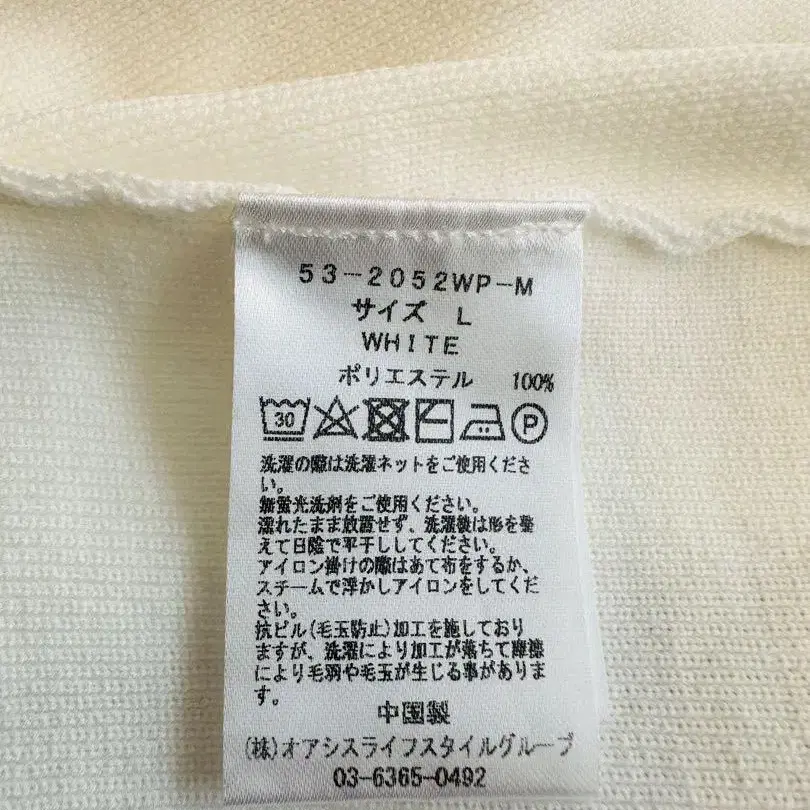 53-2052WP-M
サイズ L
WHITE
ポリエステル 100%
30
P
洗濯の際は洗濯ネットをご使用くださ
い。
無蛍光洗剤をご使用ください。
濡れたまま放置せず、洗濯後は形を整
えて日陰で平干ししてください。
アイロン掛けの際はあて布をするか、
スチームで浮かしアイロンをしてくだ
さい。
抗ピル(毛玉防止)加工を施しており
ますが、洗濯により加工が落ちて摩擦
により毛羽や毛玉が生じる事がありま
す。
中国製
(株)オアシスライフスタイルグループ
03-6365-0492